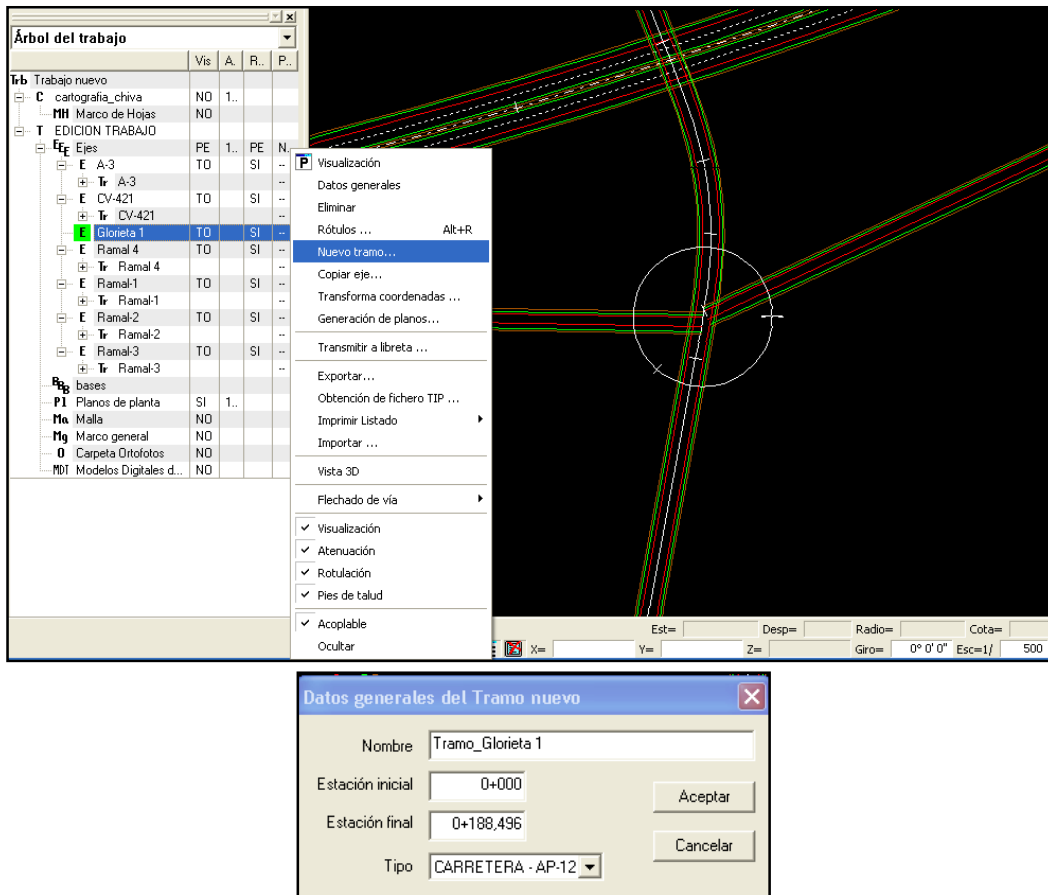 Árbol del trabajo
Vis A. R.. P..
Trb Trabajo nuevo
C cartografia_chiva NO 1..
MH Marco de Hojas NO
T EDICION TRABAJO
EEE Ejes PE 1.. PE N..
E A-3 TO SI --
Tr A-3 --
E CV-421 TO SI --
Tr CV-421 --
E Glorieta 1 TO SI --
E Ramal 4 TO SI --
Tr Ramal 4 --
E Ramal-1 TO SI --
Tr Ramal-1 --
E Ramal-2 TO SI --
Tr Ramal-2 --
E Ramal-3 TO SI --
Tr Ramal-3 --
BBB bases
Pl Planos de planta SI 1..
Ma Malla NO
Mg Marco general NO
O Carpeta Ortofotos NO
MDT Modelos Digitales d... NO
P Visualización
Datos generales
Eliminar
Rótulos ... Alt+R
Nuevo tramo...
Copiar eje...
Transforma coordenadas ...
Generación de planos...
Transmitir a libreta ...
Exportar...
Obtención de fichero TIP ...
Imprimir Listado
Importar ...
Vista 3D
Flechado de vía
Visualización
Atenuación
Rotulación
Pies de talud
Acoplable
Ocultar
Est= Desp= Radio= Cota=
X= Y= Z= Giro= 0° 0' 0" Esc=1/ 500
Datos generales del Tramo nuevo
Nombre Tramo_Glorieta 1
Estación inicial 0+000
Aceptar
Estación final 0+188,496
Cancelar
Tipo CARRETERA - AP-12